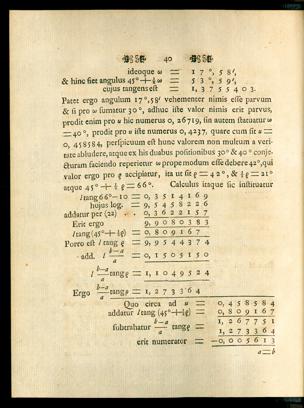 40
ideoque ω = 17°, 58′,
& hinc fiet angulus 45° + ½ω = 53°, 59′,
cujus tangens est = 1,3755403.
Patet ergo angulum 17°,58′ vehementer nimis esse parvum
& si pro ω sumatur 30°, adhuc iste valor nimis erit parvus,
prodit enim pro u hic numerus 0, 26719, sin autem statuatur ω
= 40°, prodit pro u iste numerus 0, 4237, quare cum sit u =
0, 458584, perspicuum est hunc valorem non nuleum a veri-
tate abludere, atque ex his duabus positionibus 30° & 40° conje-
cturam faciendo reperietur ω prope modum esse debere 42°, qui
valor ergo pro ϱ accipiatur, ita ut sit ϱ = 42°, & ½ϱ = 21°
atque 45° + ½ϱ = 66°. Calculus itaque sic instituatur
l tang 66° − 10 = 0,3514169
hujus log. = 9,5458226
addatur per (22) . 0,3622157
Erit ergo 9,9080383
l tang (45° + ½ϱ) = 0,809167
Porro est l tang ϱ = 9,9544374
add. l b−a/a = 0,1505150
l b−a/a tang ϱ = 1,1049524
Ergo b−a/a tang ϱ = 1,273364
Quo circa ad u = 0,458584
addatur l tang (45° + ½ϱ) = 0,809167
1,267751
subtrahatur b−a/a tang ϱ = 1,273364
erit numerator = −0,005613
a = b